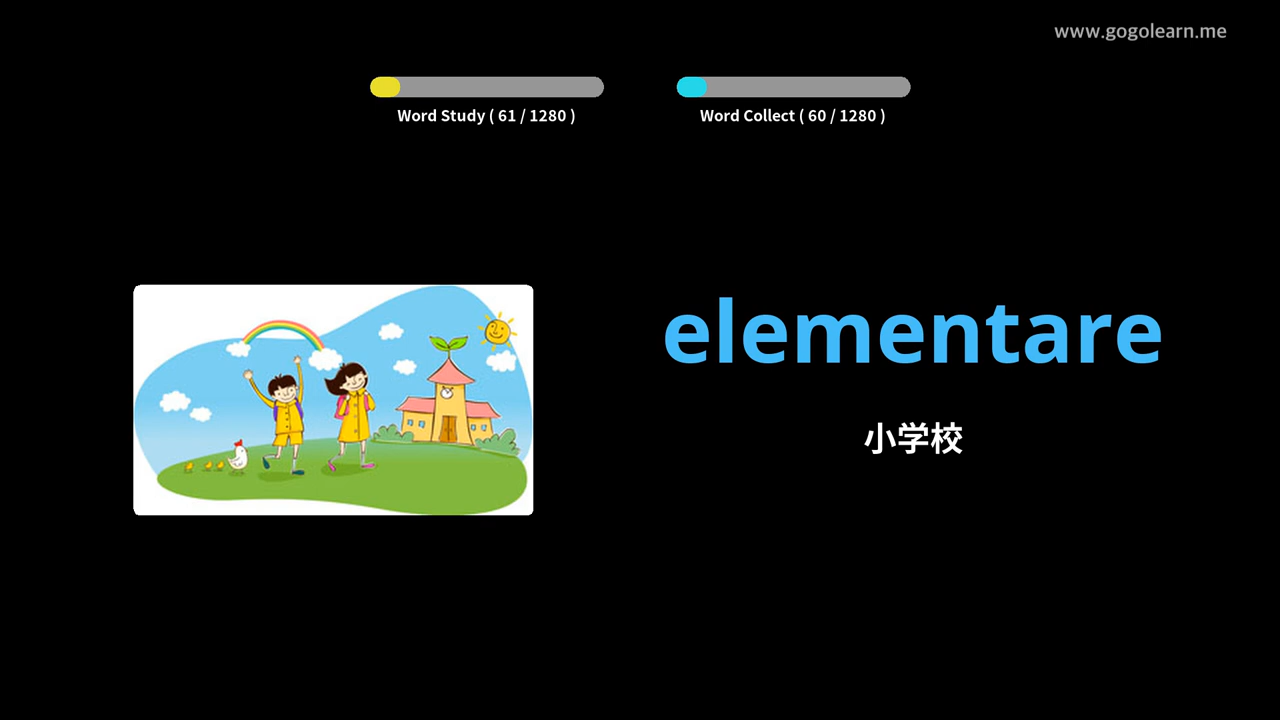 www.gogolearn.me
Word Study ( 61 / 1280 )
Word Collect ( 60 / 1280 )
elementare
小学校